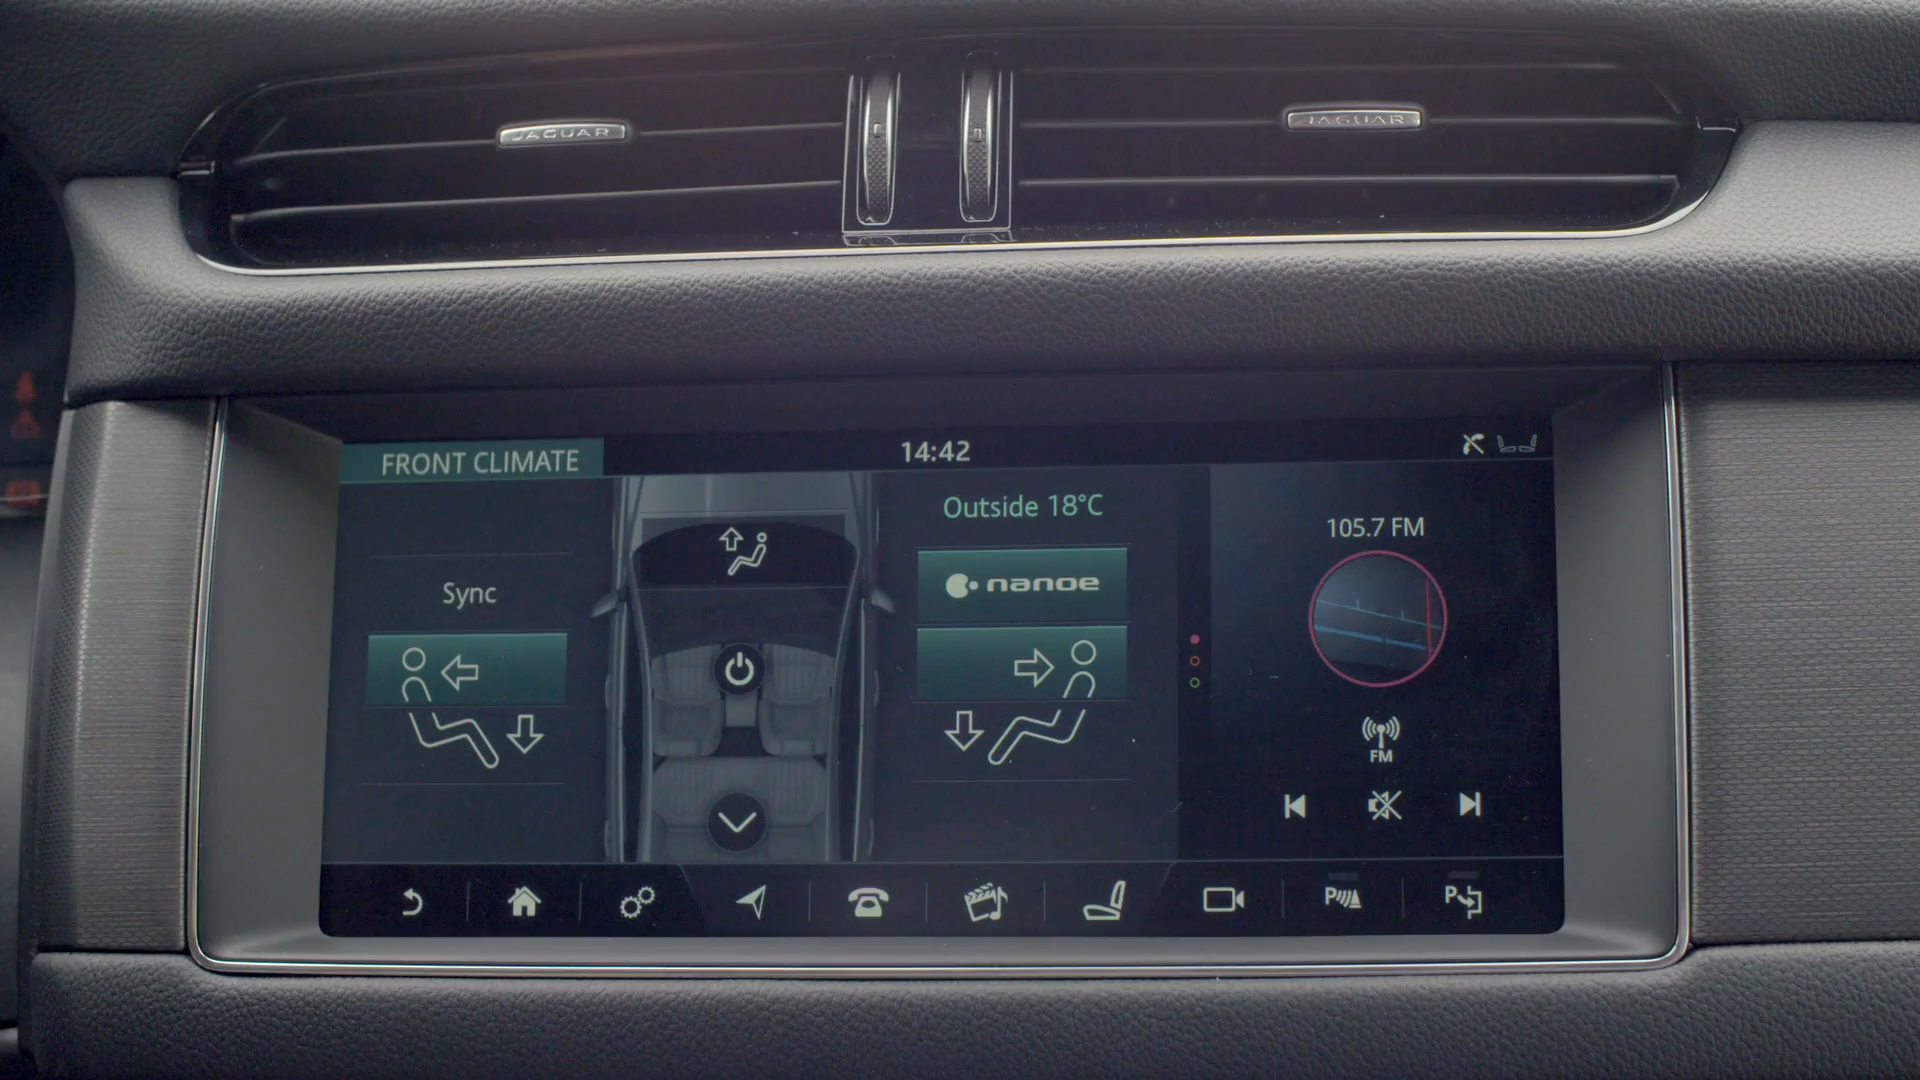 JAGUAR
JAGUAR
FRONT CLIMATE
14:42
Outside 18°C
105.7 FM
Sync
nanoe
FM
P
P